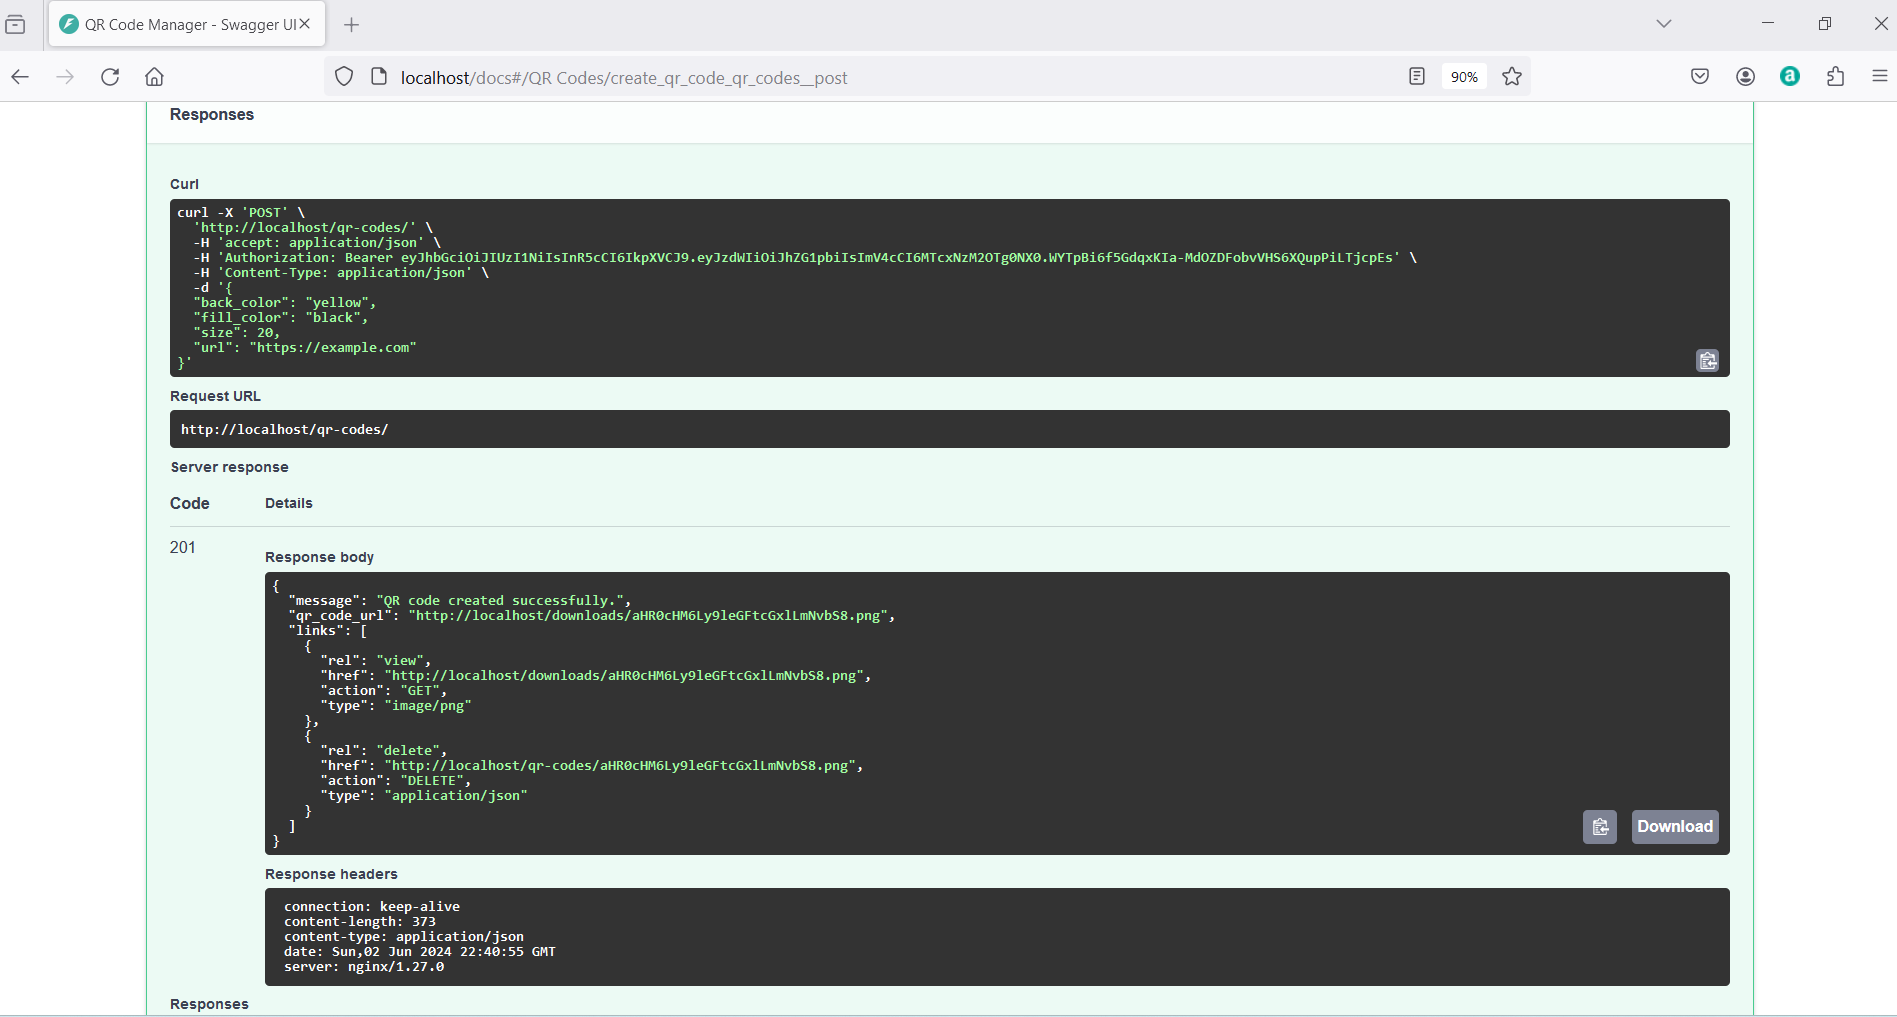 QR Code Manager - Swagger UI
localhost/docs#/QR Codes/create_qr_code_qr_codes__post
90%
a
Responses
Curl
curl -X 'POST' \
  'http://localhost/qr-codes/' \
  -H 'accept: application/json' \
  -H 'Authorization: Bearer eyJhbGciOiJIUzI1NiIsInR5cCI6IkpXVCJ9.eyJzdWIiOiJhZG1pbiIsImV4cCI6MTcxNzM2OTg0NX0.WYTpBi6f5GdqxKIa-MdOZDFobvVHS6XQupPiLTjcpEs' \
  -H 'Content-Type: application/json' \
  -d '{
  "back_color": "yellow",
  "fill_color": "black",
  "size": 20,
  "url": "https://example.com"
}'
Request URL
http://localhost/qr-codes/
Server response
Code Details
201
Response body
{
  "message": "QR code created successfully.",
  "qr_code_url": "http://localhost/downloads/aHR0cHM6Ly9leGFtcGxlLmNvbS8.png",
  "links": [
    {
      "rel": "view",
      "href": "http://localhost/downloads/aHR0cHM6Ly9leGFtcGxlLmNvbS8.png",
      "action": "GET",
      "type": "image/png"
    },
    {
      "rel": "delete",
      "href": "http://localhost/qr-codes/aHR0cHM6Ly9leGFtcGxlLmNvbS8.png",
      "action": "DELETE",
      "type": "application/json"
    }
  ]
}
Download
Response headers
connection: keep-alive
content-length: 373
content-type: application/json
date: Sun,02 Jun 2024 22:40:55 GMT
server: nginx/1.27.0
Responses